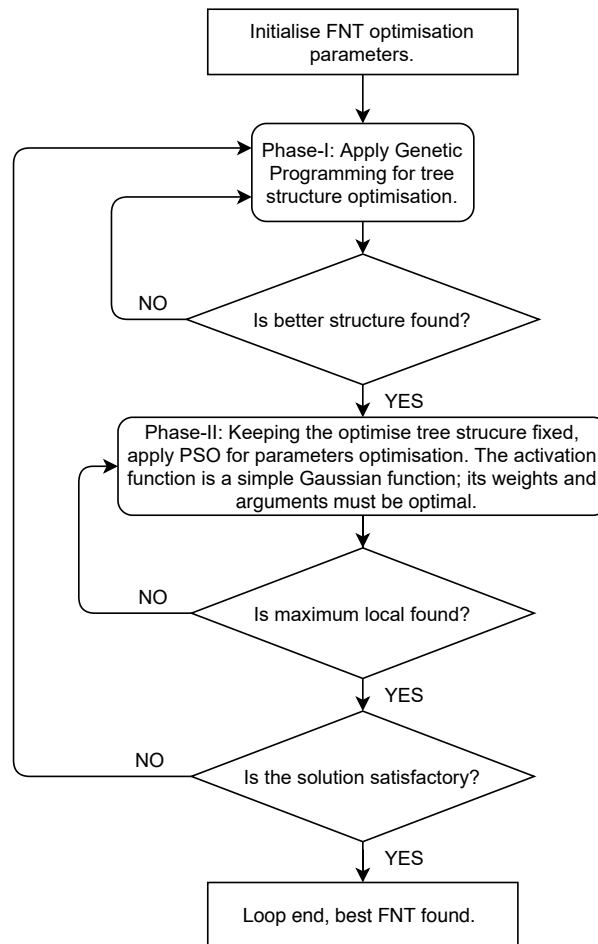 Initialise FNT optimisation
parameters.
Phase-I: Apply Genetic
Programming for tree
structure optimisation.
NO
Is better structure found?
YES
Phase-II: Keeping the optimise tree strucure fixed,
apply PSO for parameters optimisation. The activation
function is a simple Gaussian function; its weights and
arguments must be optimal.
NO
Is maximum local found?
YES
NO
Is the solution satisfactory?
YES
Loop end, best FNT found.